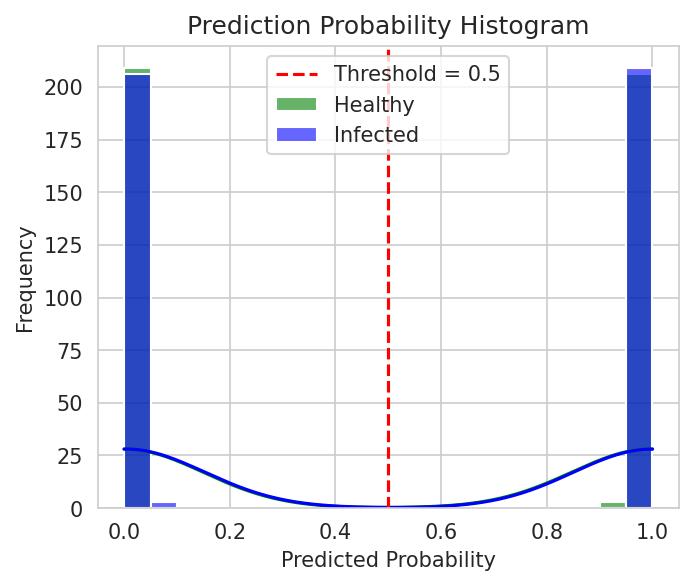 Prediction Probability Histogram
Threshold = 0.5
Healthy
Infected
Frequency
200
175
150
125
100
75
50
25
0
0.0 0.2 0.4 0.6 0.8 1.0
Predicted Probability